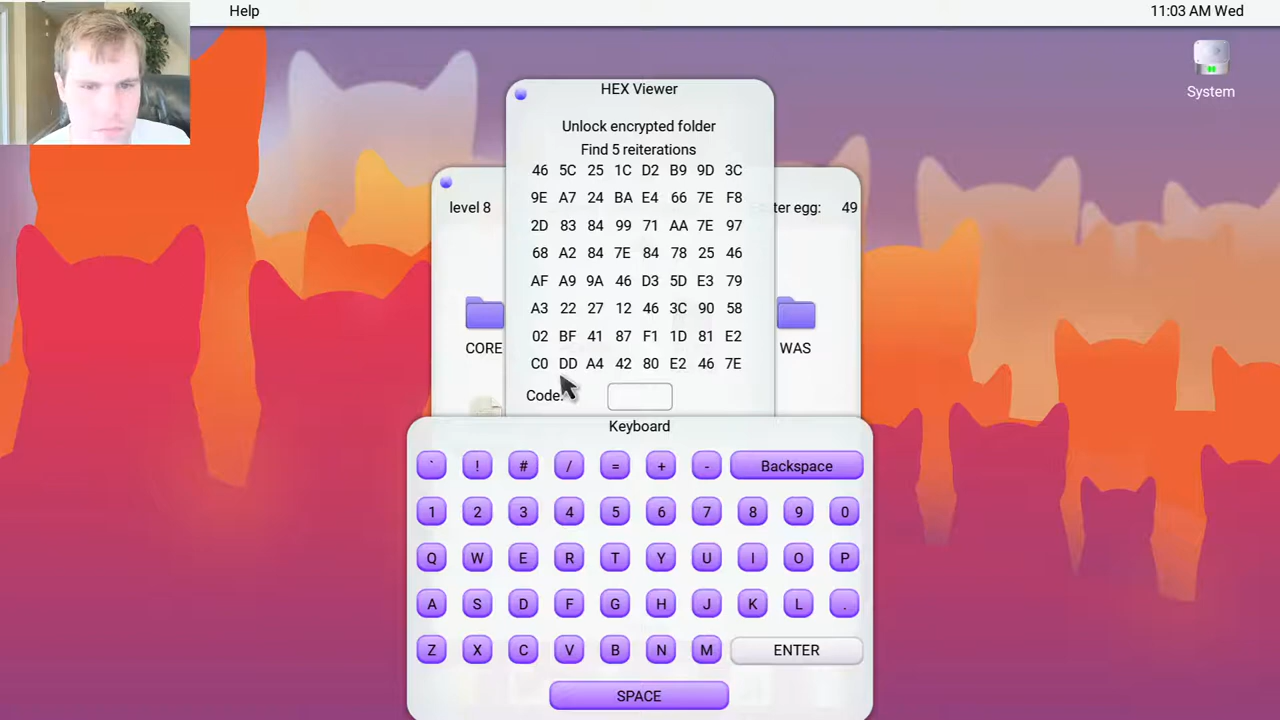 Help
11:03 AM Wed
System
HEX Viewer
Unlock encrypted folder
Find 5 reiterations
46 5C 25 1C D2 B9 9D 3C
9E A7 24 BA E4 66 7E F8
2D 83 84 99 71 AA 7E 97
68 A2 84 7E 84 78 25 46
AF A9 9A 46 D3 5D E3 79
A3 22 27 12 46 3C 90 58
02 BF 41 87 F1 1D 81 E2
C0 DD A4 42 80 E2 46 7E
Code:
level 8
ter egg: 49
CORE
WAS
Keyboard
` ! # / = + - Backspace
1 2 3 4 5 6 7 8 9 0
Q W E R T Y U I O P
A S D F G H J K L .
Z X C V B N M ENTER
SPACE